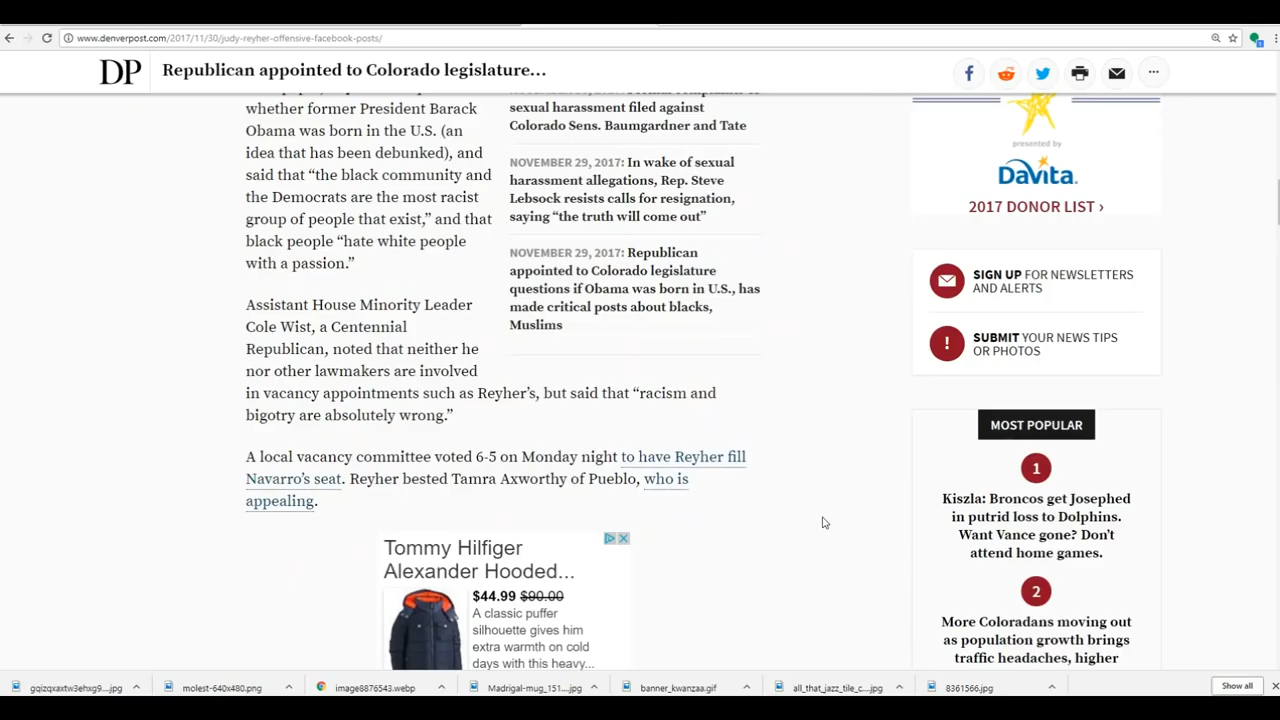 www.denverpost.com/2017/11/30/judy-reyher-offensive-facebook-posts/
DP
Republican appointed to Colorado legislature...
whether former President Barack
Obama was born in the U.S. (an
idea that has been debunked), and
said that “the black community and
the Democrats are the most racist
group of people that exist,” and that
black people “hate white people
with a passion.”
Assistant House Minority Leader
Cole Wist, a Centennial
Republican, noted that neither he
nor other lawmakers are involved
in vacancy appointments such as Reyher’s, but said that “racism and
bigotry are absolutely wrong.”
A local vacancy committee voted 6-5 on Monday night to have Reyher fill
Navarro’s seat. Reyher bested Tamra Axworthy of Pueblo, who is
appealing.
sexual harassment filed against
Colorado Sens. Baumgardner and Tate
NOVEMBER 29, 2017: In wake of sexual
harassment allegations, Rep. Steve
Lebsock resists calls for resignation,
saying “the truth will come out”
NOVEMBER 29, 2017: Republican
appointed to Colorado legislature
questions if Obama was born in U.S., has
made critical posts about blacks,
Muslims
Tommy Hilfiger
Alexander Hooded...
$44.99 $90.00
A classic puffer
silhouette gives him
extra warmth on cold
days with this heavy...
presented by
DaVita.
2017 DONOR LIST ›
SIGN UP FOR NEWSLETTERS
AND ALERTS
SUBMIT YOUR NEWS TIPS
OR PHOTOS
MOST POPULAR
1
Kiszla: Broncos get Josephed
in putrid loss to Dolphins.
Want Vance gone? Don’t
attend home games.
2
More Coloradans moving out
as population growth brings
traffic headaches, higher
gqizqxaxtw3ehxg9....jpg
molest-640x480.png
image8876543.webp
Madrigal-mug_151....jpg
banner_kwanzaa.gif
all_that_jazz_tile_c....jpg
8361566.jpg
Show all